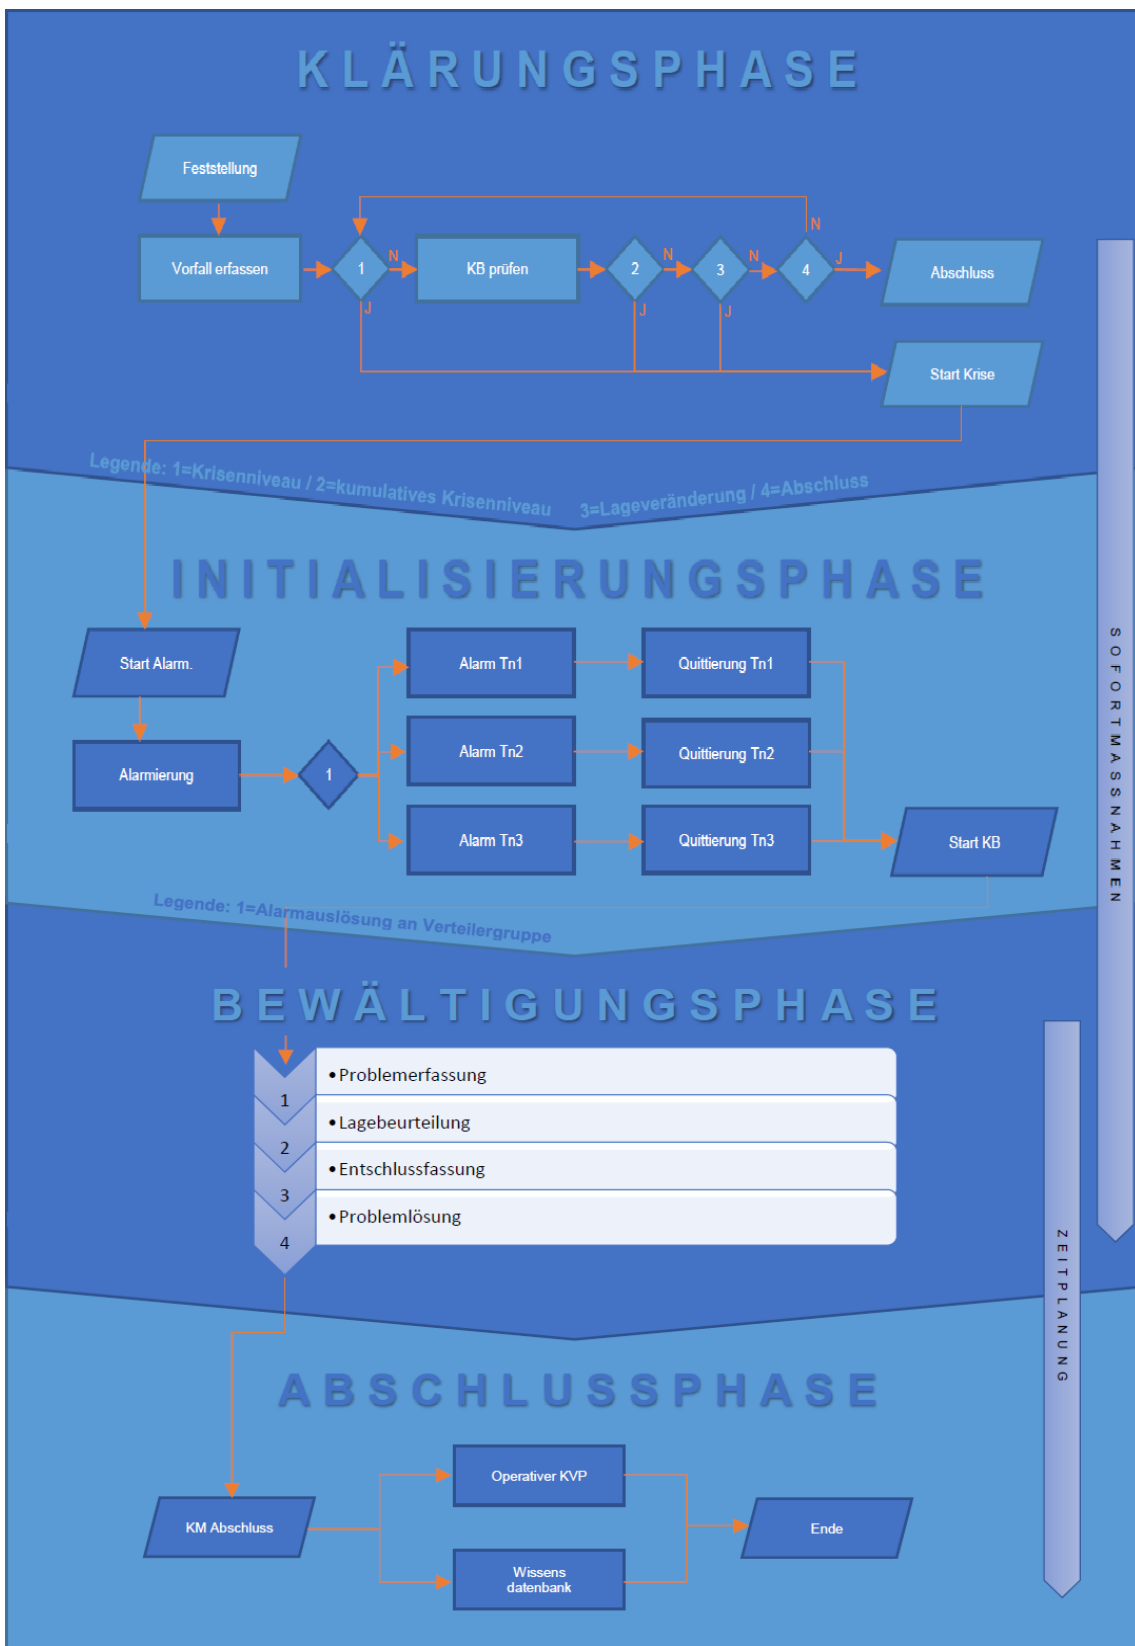 KLÄRUNGSPHASE
Feststellung
Vorfall erfassen
1
N
J
KB prüfen
2
N
J
3
N
J
4
N
J
Abschluss
Start Krise
Legende: 1=Krisenniveau / 2=kumulatives Krisenniveau 3=Lageveränderung / 4=Abschluss
INITIALISIERUNGSPHASE
Start Alarm.
Alarmierung
1
Alarm Tn1
Quittierung Tn1
Alarm Tn2
Quittierung Tn2
Alarm Tn3
Quittierung Tn3
Start KB
Legende: 1=Alarmauslösung an Verteilergruppe
SOFORTMASSNAHMEN
BEWÄLTIGUNGSPHASE
1
•Problemerfassung
2
•Lagebeurteilung
3
•Entschlussfassung
4
•Problemlösung
ZEITPLANUNG
ABSCHLUSSPHASE
KM Abschluss
Operativer KVP
Wissens
datenbank
Ende